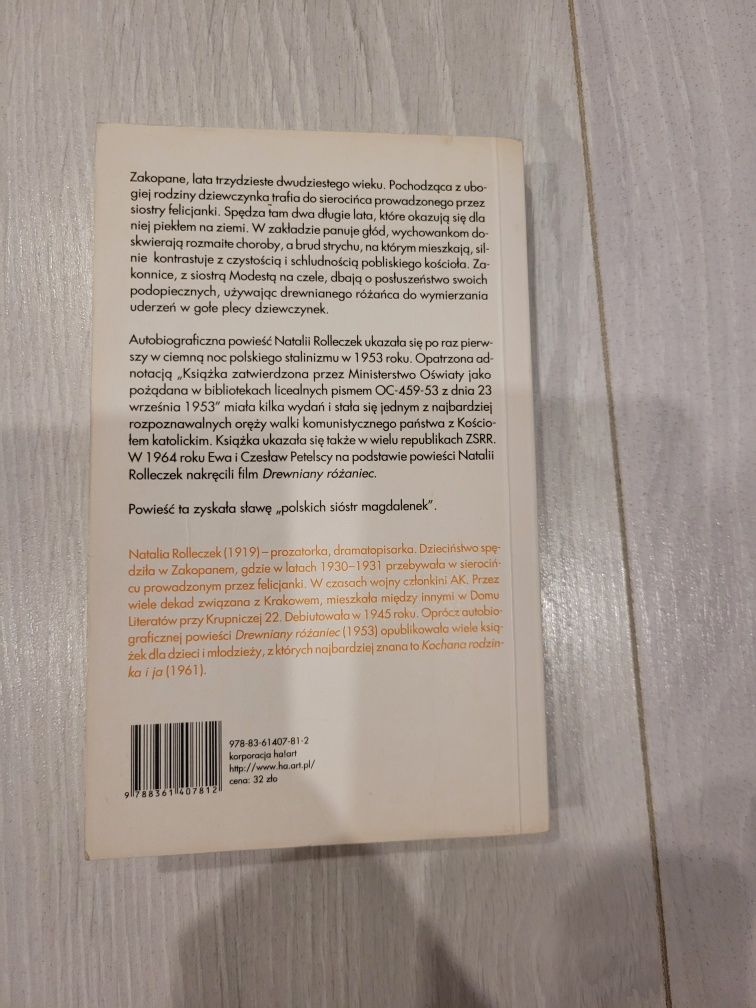 Zakopane, lata trzydzieste dwudziestego wieku. Pochodząca z ubo-
giej rodziny dziewczynka trafia do sierocińca prowadzonego przez
siostry felicjanki. Spędza tam dwa długie lata, które okazują się dla
niej piekłem na ziemi. W zakładzie panuje głód, wychowankom do-
skwierają rozmaite choroby, a brud strychu, na którym mieszkają, sil-
nie kontrastuje z czystością i schludnością pobliskiego kościoła. Za-
konnice, z siostrą Modestą na czele, dbają o posłuszeństwo swoich
podopiecznych, używając drewnianego różańca do wymierzania
uderzeń w gołe plecy dziewczynek.
Autobiograficzna powieść Natalii Rolleczek ukazała się po raz pierw-
szy w ciemną noc polskiego stalinizmu w 1953 roku. Opatrzona ad-
notacją „Książka zatwierdzona przez Ministerstwo Oświaty jako
pożądana w bibliotekach licealnych pismem OC-459-53 z dnia 23
września 1953” miała kilka wydań i stała się jednym z najbardziej
rozpoznawalnych oręży walki komunistycznego państwa z Kościo-
łem katolickim. Książka ukazała się także w wielu republikach ZSRR.
W 1964 roku Ewa i Czesław Petelscy na podstawie powieści Natalii
Rolleczek nakręcili film Drewniany różaniec.
Powieść ta zyskała sławę „polskich sióstr magdalenek”.
Natalia Rolleczek (1919) – prozatorka, dramatopisarka. Dzieciństwo spę-
dziła w Zakopanem, gdzie w latach 1930–1931 przebywała w sierociń-
cu prowadzonym przez felicjanki. W czasach wojny członkini AK. Przez
wiele dekad związana z Krakowem, mieszkała między innymi w Domu
Literatów przy Krupniczej 22. Debiutowała w 1945 roku. Oprócz autobio-
graficznej powieści Drewniany różaniec (1953) opublikowała wiele ksią-
żek dla dzieci i młodzieży, z których najbardziej znana to Kochana rodzin-
ka i ja (1961).
978-83-61407-81-2
korporacja ha!art
http://www.ha.art.pl/
cena: 32 zło
9 788361 407812